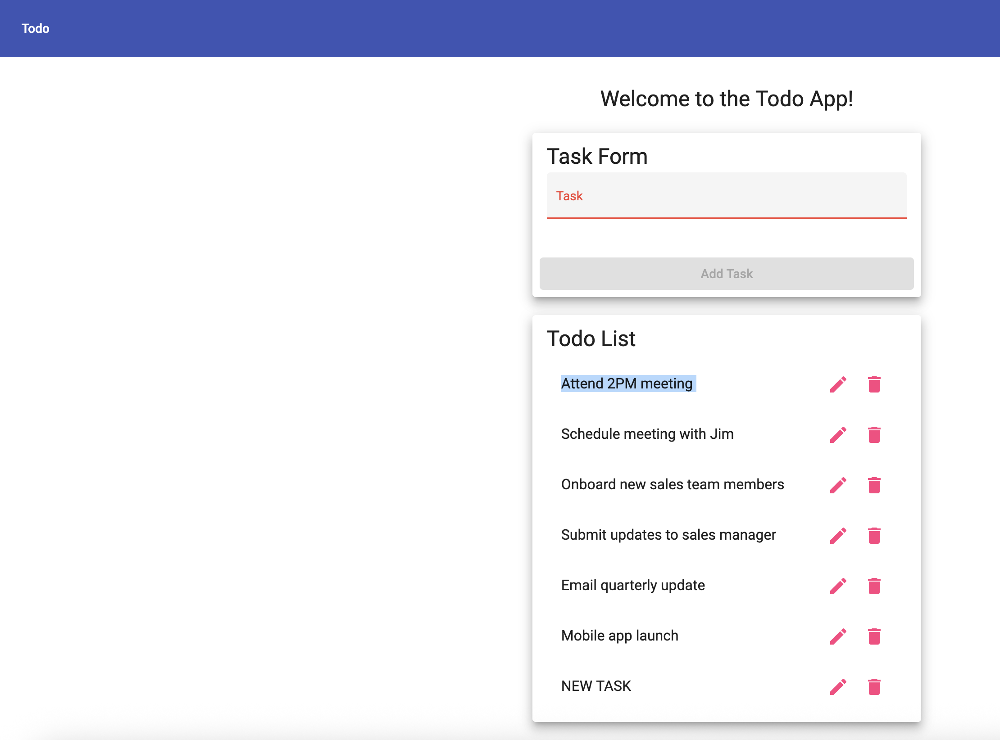 Todo
Welcome to the Todo App!
Task Form
Task
Add Task
Todo List
Attend 2PM meeting
Schedule meeting with Jim
Onboard new sales team members
Submit updates to sales manager
Email quarterly update
Mobile app launch
NEW TASK